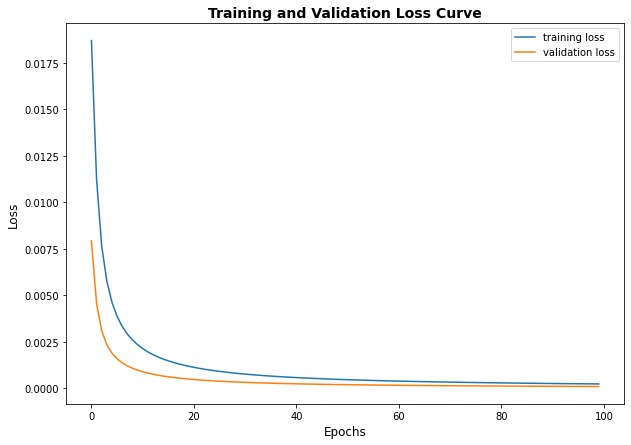 Training and Validation Loss Curve
training loss
validation loss
0.0175
0.0150
0.0125
0.0100
0.0075
0.0050
0.0025
0.0000
Loss
0 20 40 60 80 100
Epochs